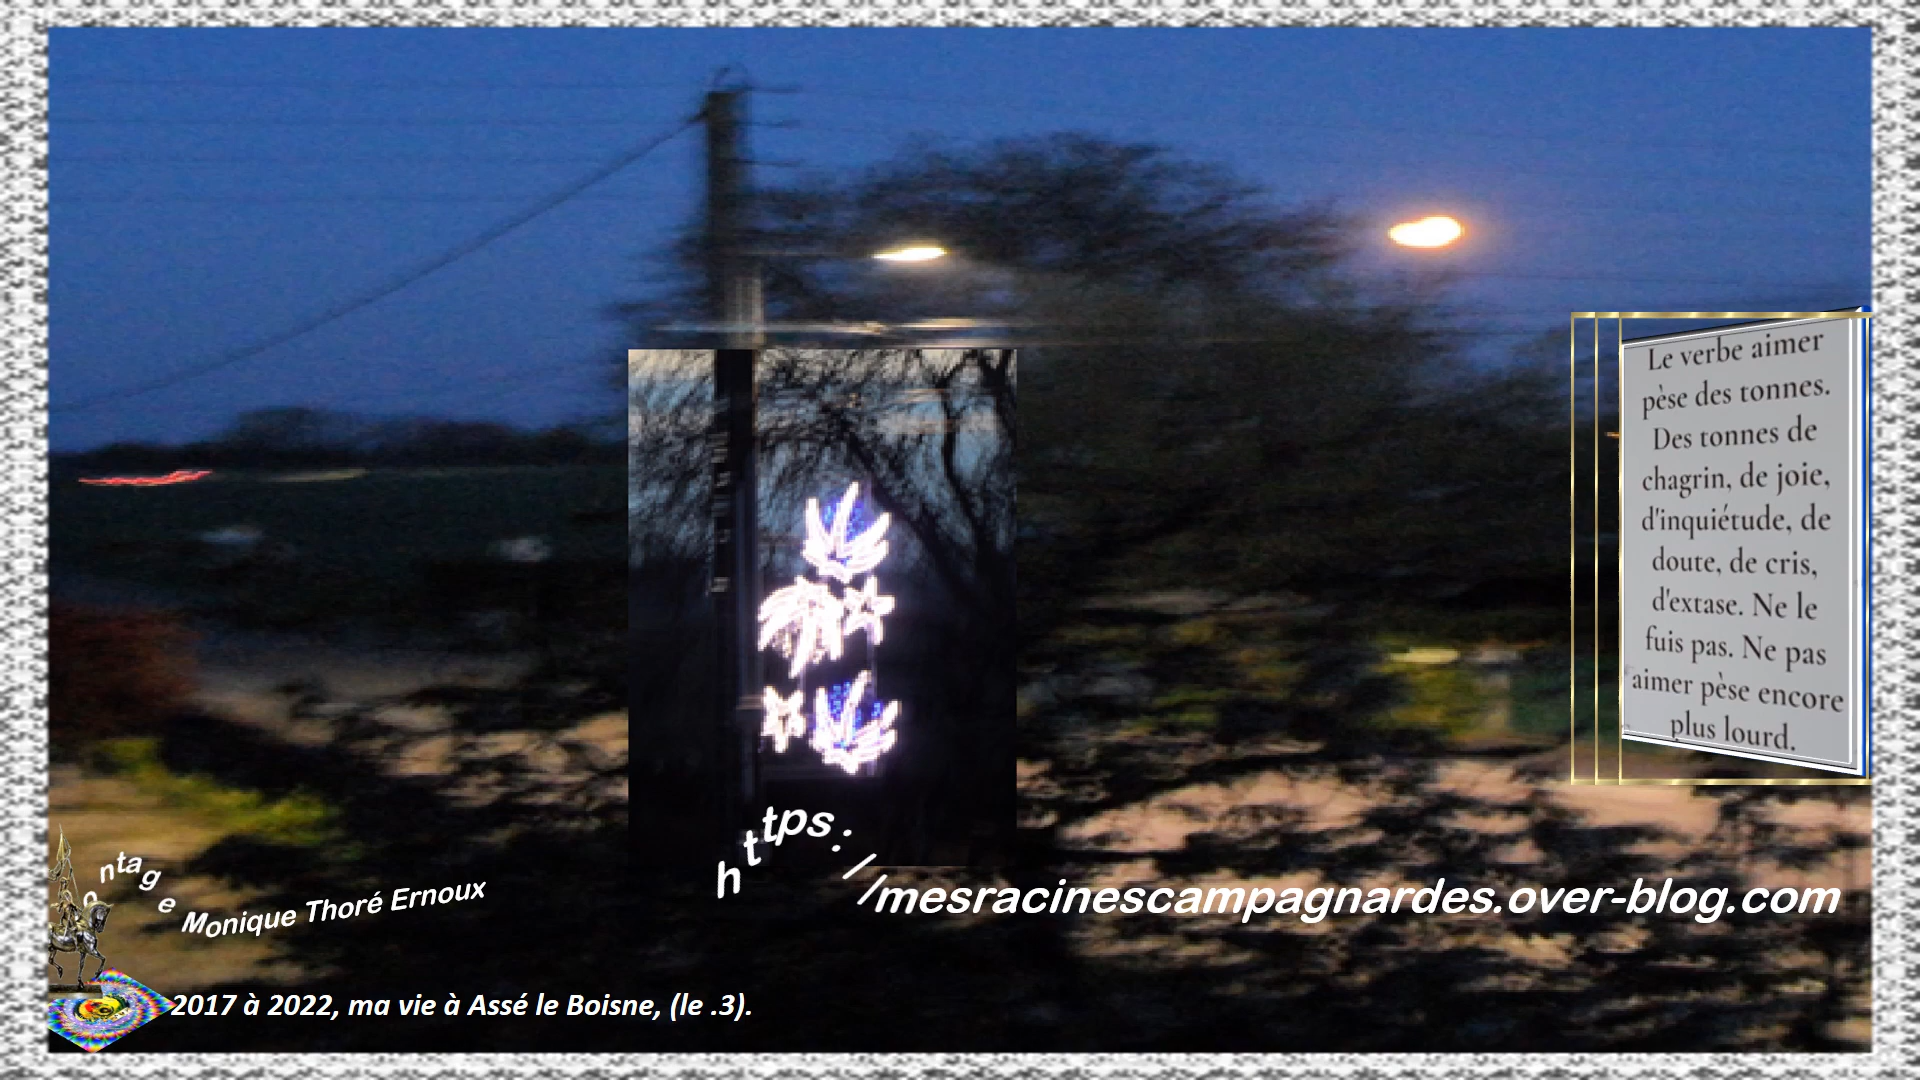 Le verbe aimer
pèse des tonnes.
Des tonnes de
chagrin, de joie,
d'inquiétude, de
doute, de cris,
d'extase. Ne le
fuis pas. Ne pas
aimer pèse encore
plus lourd.
https://mesracinescampagnardes.over-blog.com
ontage Monique Thoré Ernoux
2017 à 2022, ma vie à Assé le Boisne, (le .3).